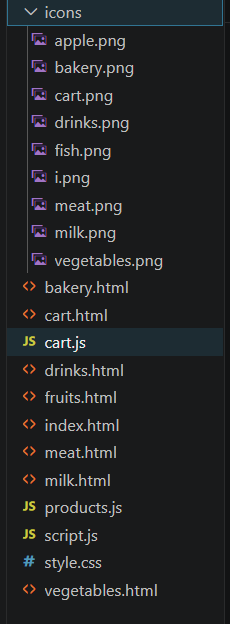 icons
apple.png
bakery.png
cart.png
drinks.png
fish.png
i.png
meat.png
milk.png
vegetables.png
<> bakery.html
<> cart.html
JS cart.js
<> drinks.html
<> fruits.html
<> index.html
<> meat.html
<> milk.html
JS products.js
JS script.js
# style.css
<> vegetables.html